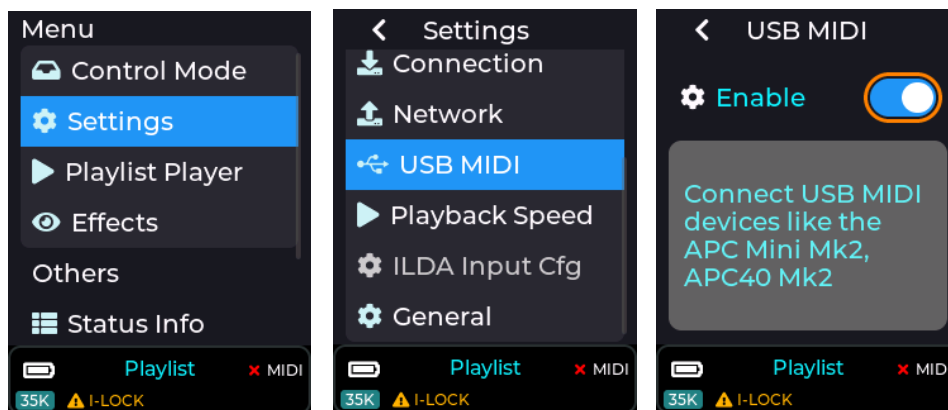 Menu
Control Mode
Settings
Playlist Player
Effects
Others
Status Info
Playlist
MIDI
35K
I-LOCK
Settings
Connection
Network
USB MIDI
Playback Speed
ILDA Input Cfg
General
Playlist
MIDI
35K
I-LOCK
USB MIDI
Enable
Connect USB MIDI
devices like the
APC Mini Mk2,
APC40 Mk2
Playlist
MID
35K
I-LOCK